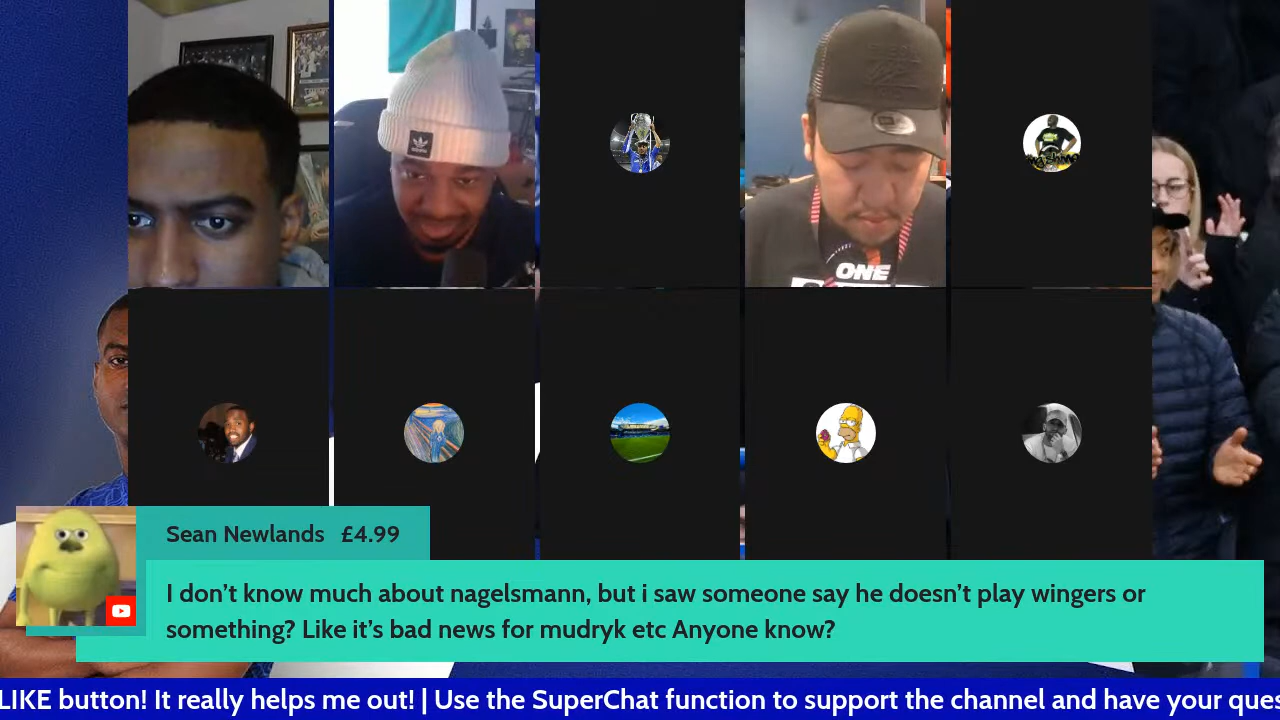 ONE
Sean Newlands £4.99
I don’t know much about nagelsmann, but i saw someone say he doesn’t play wingers or
something? Like it’s bad news for mudryk etc Anyone know?
LIKE button! It really helps me out! | Use the SuperChat function to support the channel and have your ques